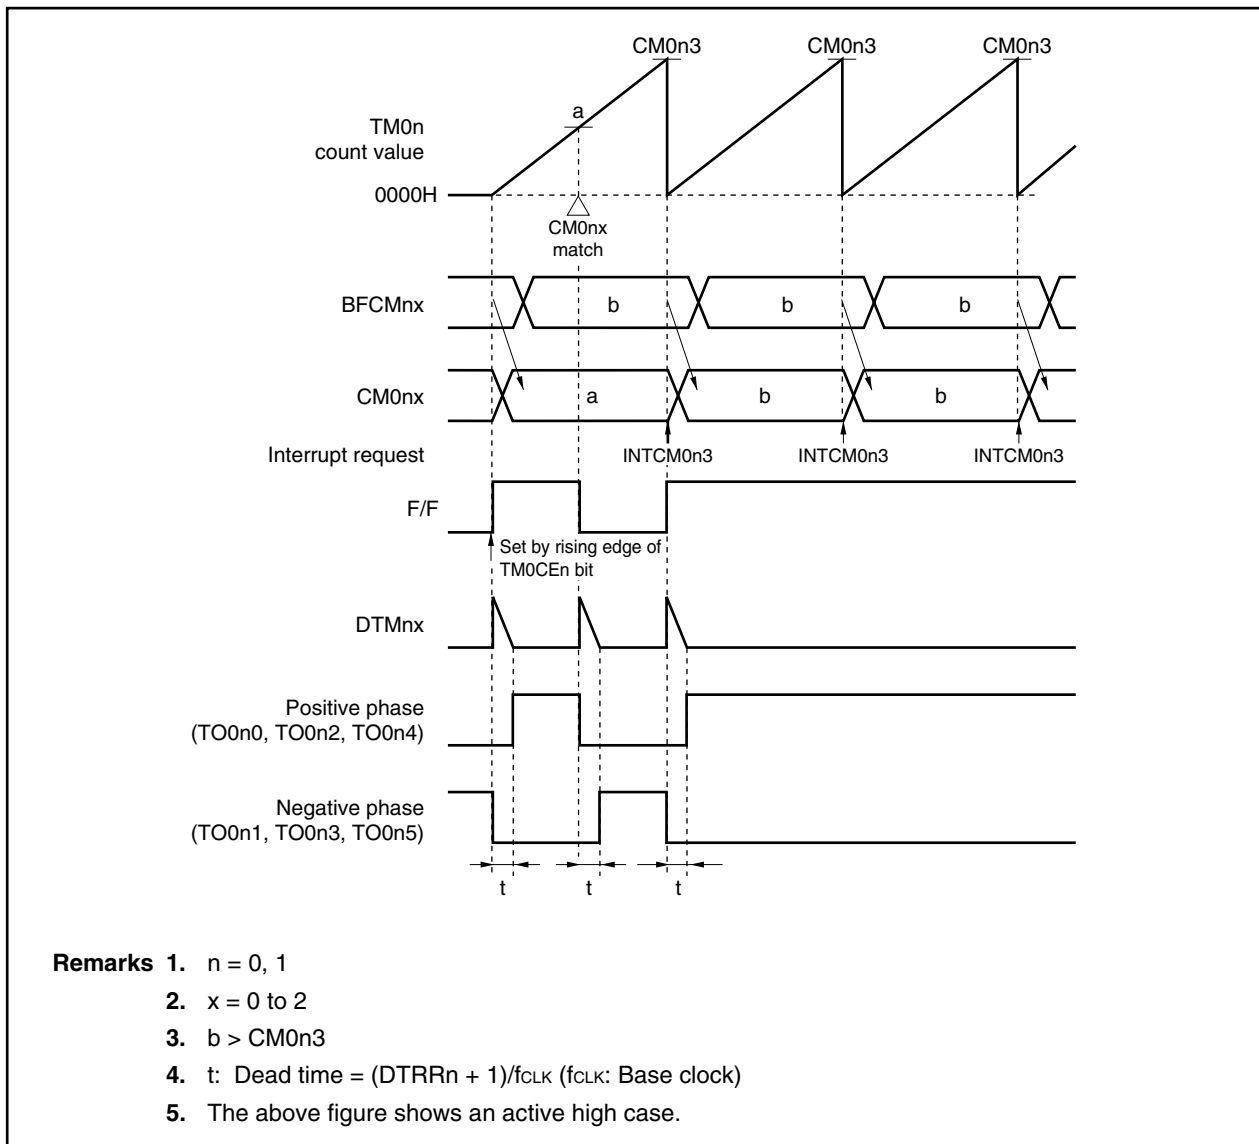 CM0n3 CM0n3 CM0n3
a
TM0n
count value
0000H
CM0nx
match
BFCMnx b b b
CM0nx a b b
Interrupt request INTCM0n3 INTCM0n3 INTCM0n3
F/F
Set by rising edge of
TM0CEn bit
DTMnx
Positive phase
(TO0n0, TO0n2, TO0n4)
Negative phase
(TO0n1, TO0n3, TO0n5)
t t t
Remarks 1. n = 0, 1
2. x = 0 to 2
3. b > CM0n3
4. t: Dead time = (DTRRn + 1)/fCLK (fCLK: Base clock)
5. The above figure shows an active high case.